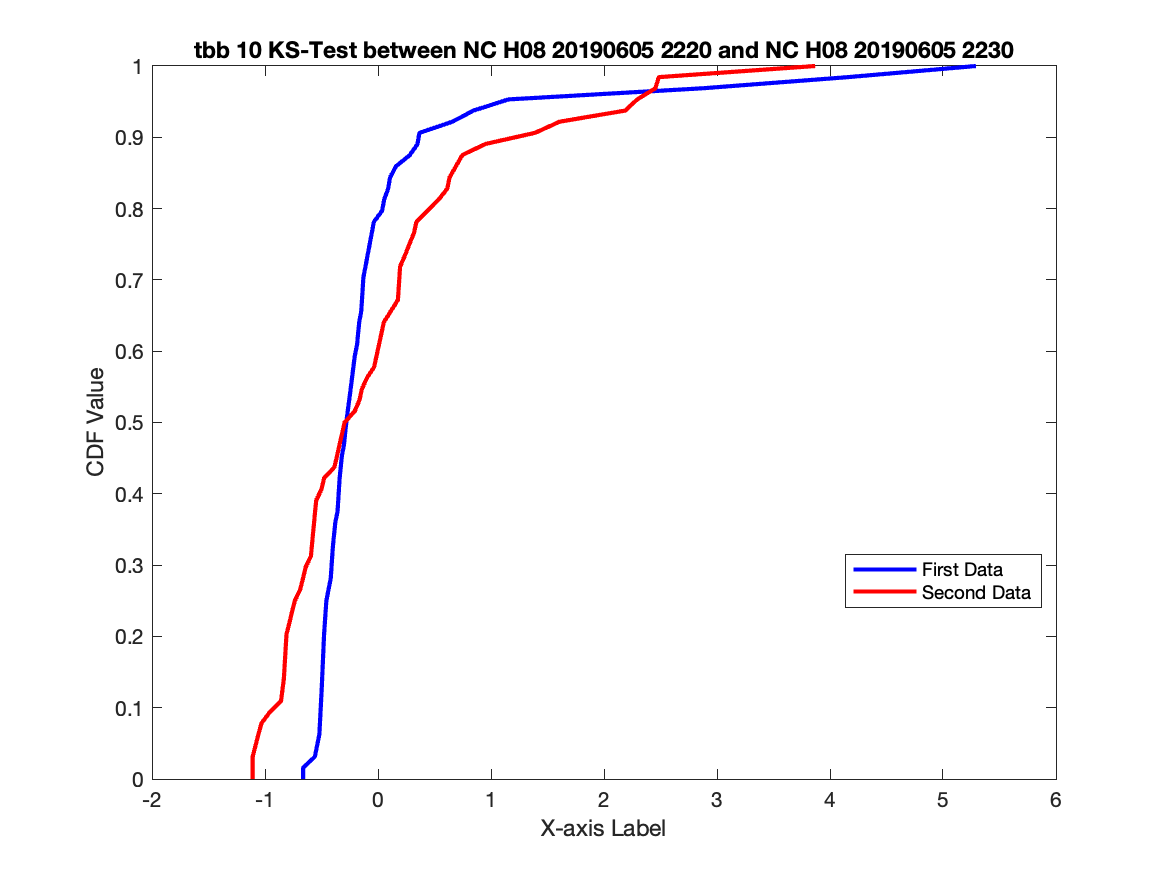 tbb 10 KS-Test between NC H08 20190605 2220 and NC H08 20190605 2230
1
0.9
0.8
0.7
0.6
0.5
0.4
0.3
0.2
0.1
0
CDF Value
First Data
Second Data
-2 -1 0 1 2 3 4 5 6
X-axis Label